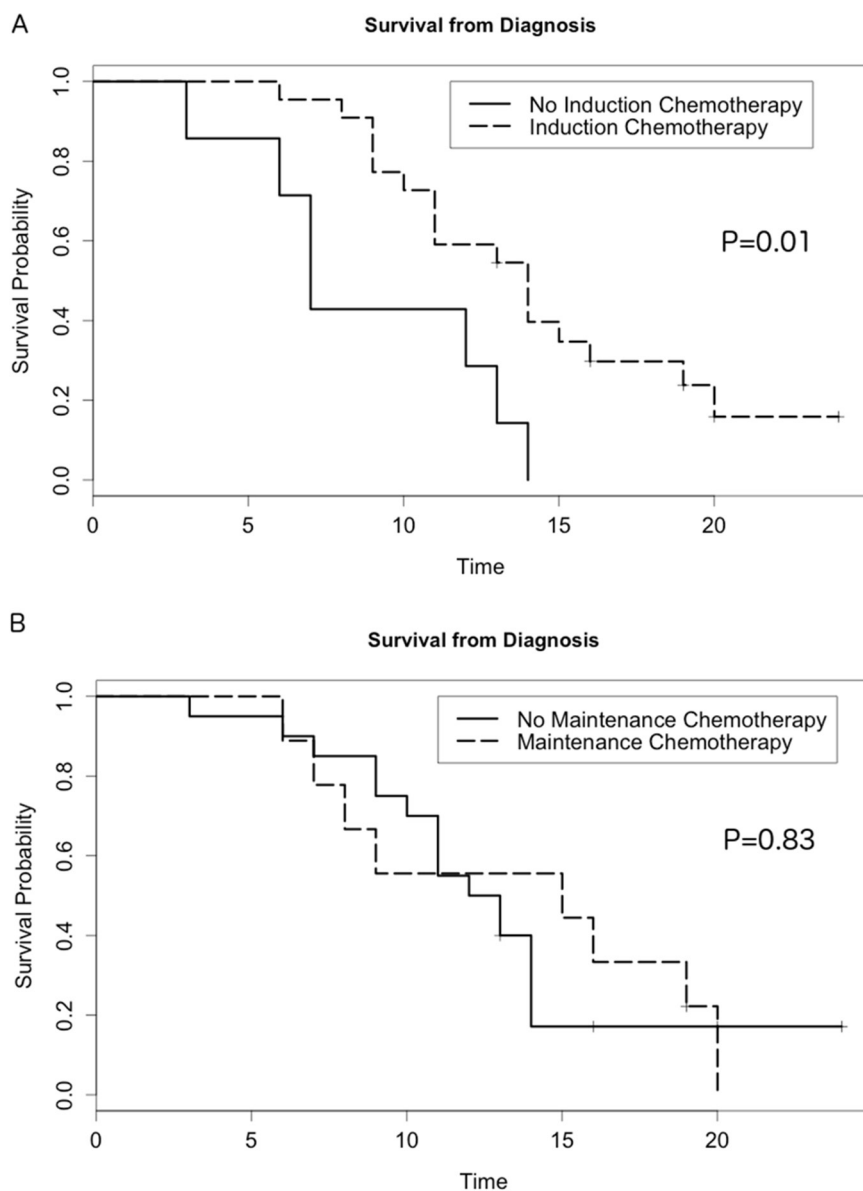 A
Survival from Diagnosis
1.0
No Induction Chemotherapy
Induction Chemotherapy
0.8
P=0.01
0.6
Survival Probability
0.4
0.2
0.0
0 5 10 15 20
Time
B
Survival from Diagnosis
1.0
No Maintenance Chemotherapy
Maintenance Chemotherapy
0.8
P=0.83
0.6
Survival Probability
0.4
0.2
0.0
0 5 10 15 20
Time